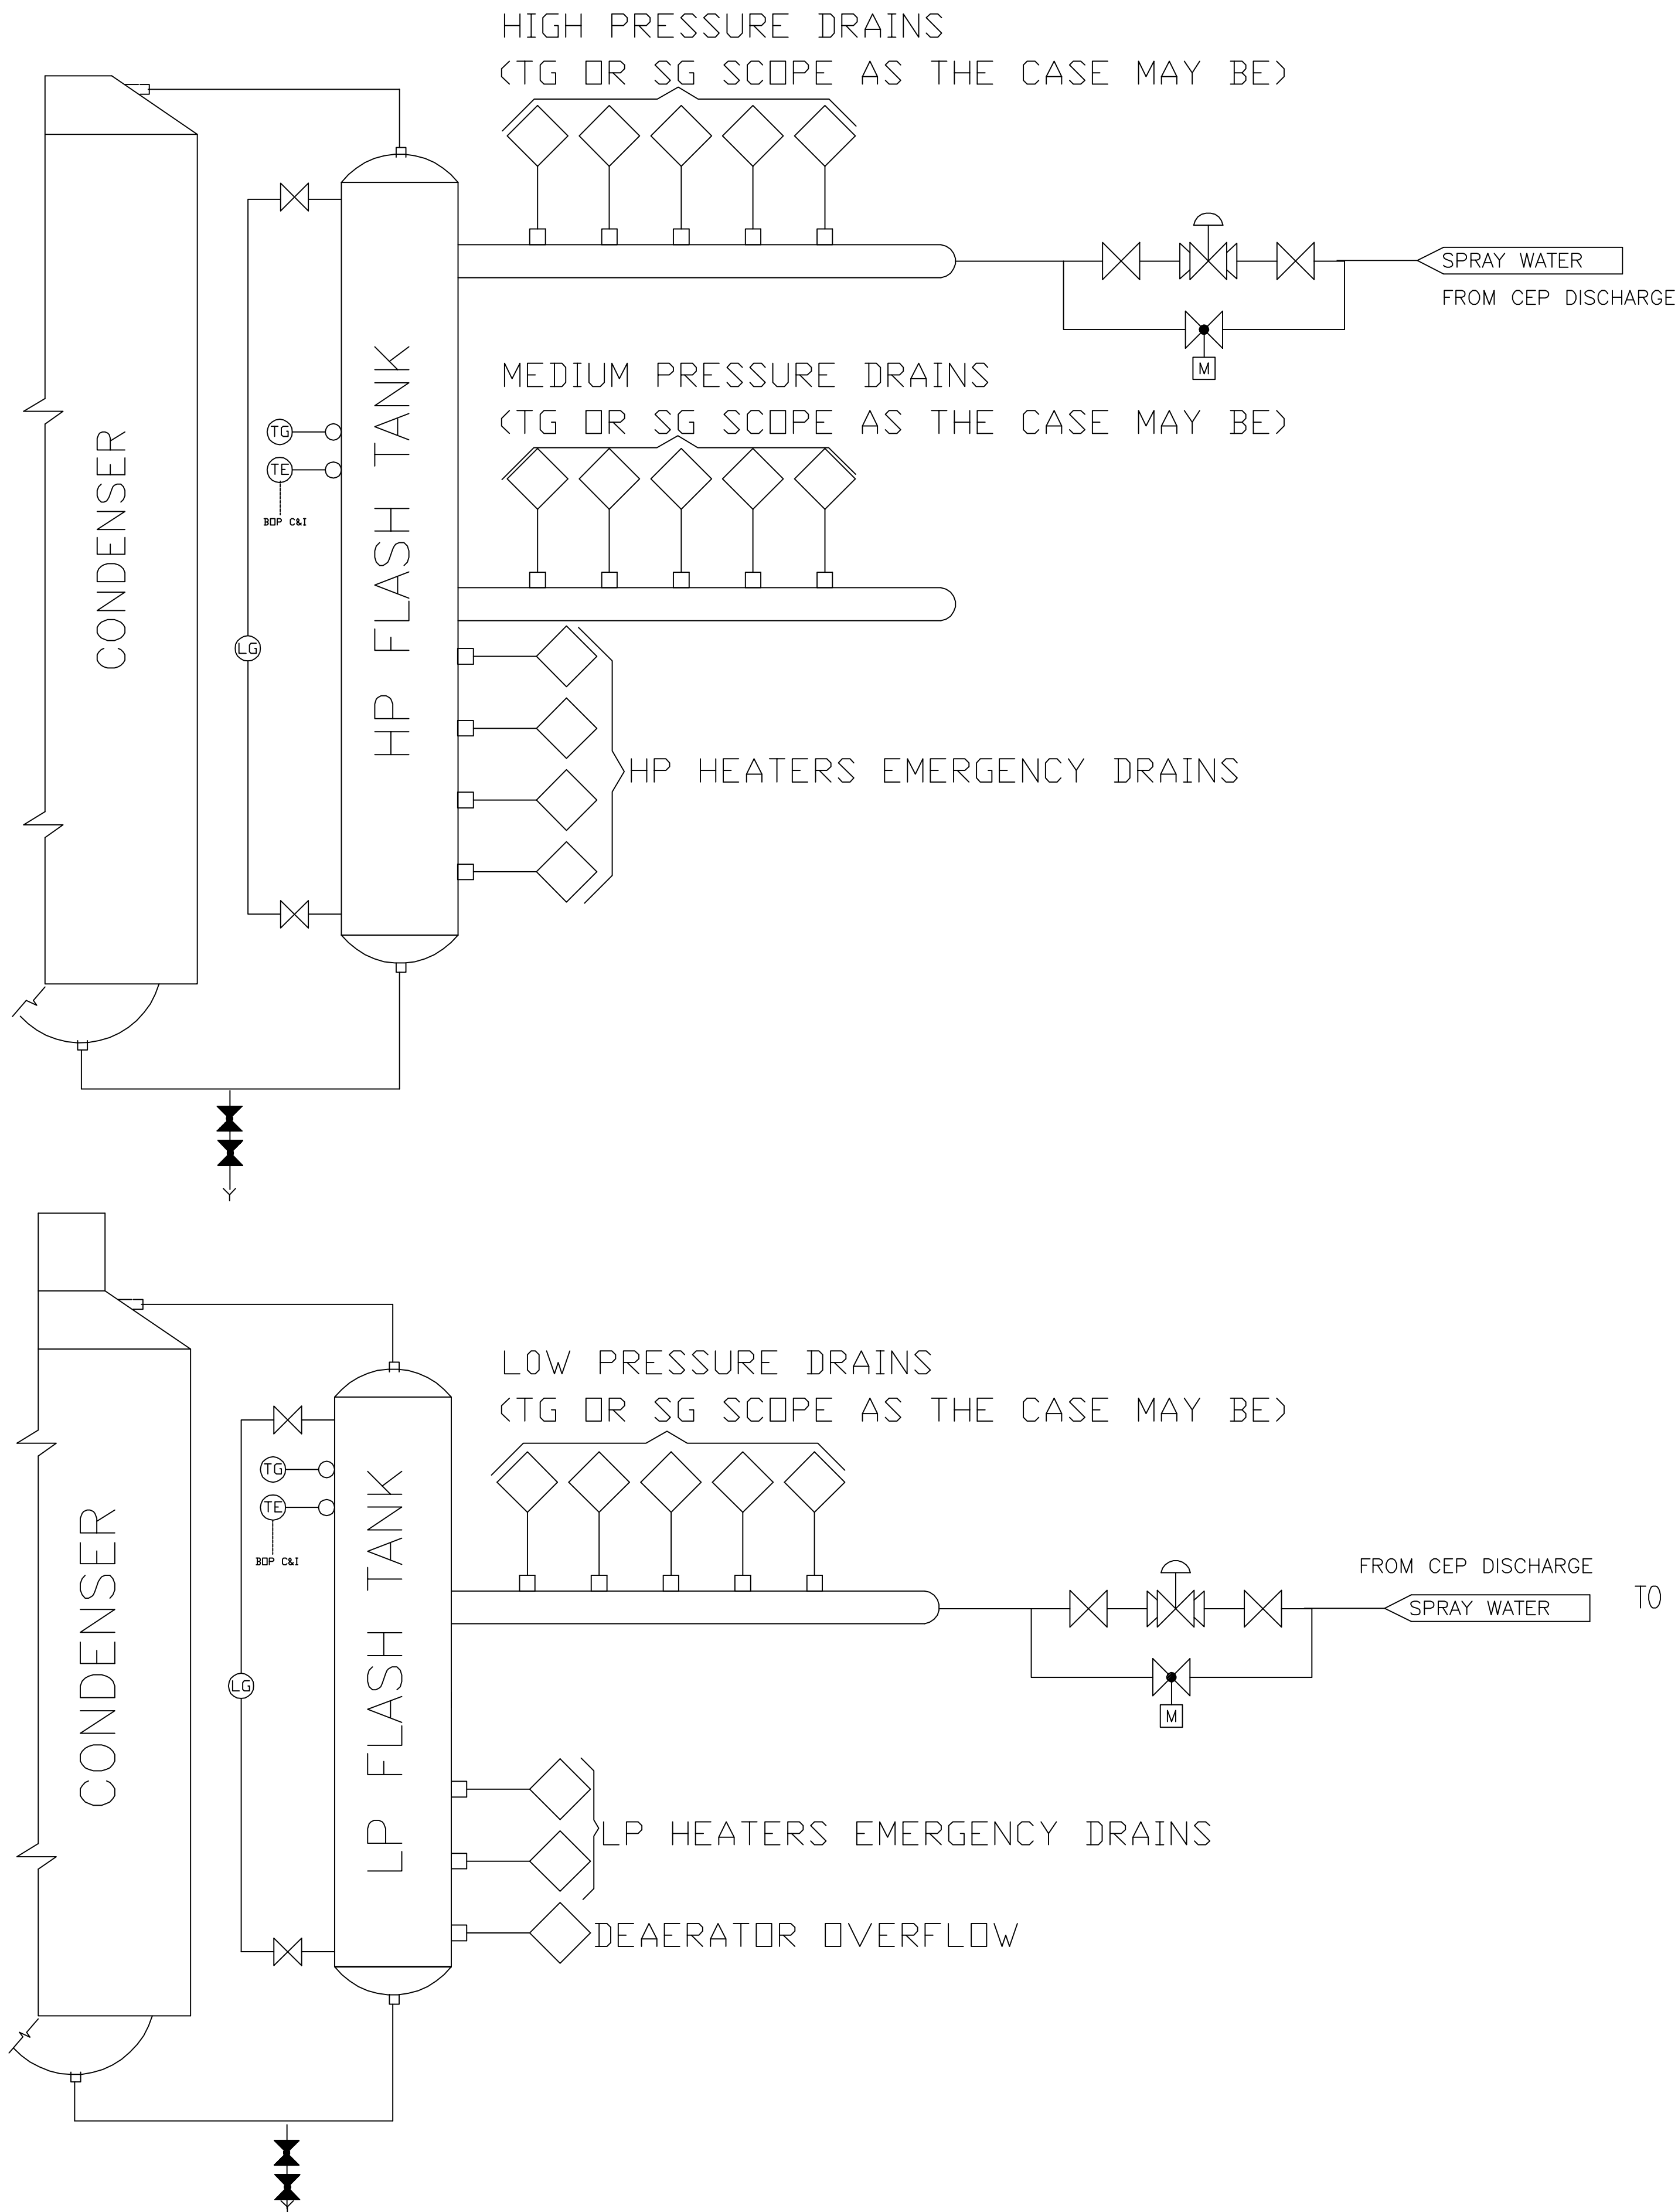 HIGH PRESSURE DRAINS
(TG OR SG SCOPE AS THE CASE MAY BE)
SPRAY WATER
FROM CEP DISCHARGE
M
MEDIUM PRESSURE DRAINS
(TG OR SG SCOPE AS THE CASE MAY BE)
CONDENSER
HP FLASH TANK
TG
TE
BOP C&I
LG
HP HEATERS EMERGENCY DRAINS
LOW PRESSURE DRAINS
(TG OR SG SCOPE AS THE CASE MAY BE)
CONDENSER
LP FLASH TANK
TG
TE
BOP C&I
LG
FROM CEP DISCHARGE
SPRAY WATER
TO
M
LP HEATERS EMERGENCY DRAINS
DEAERATOR OVERFLOW